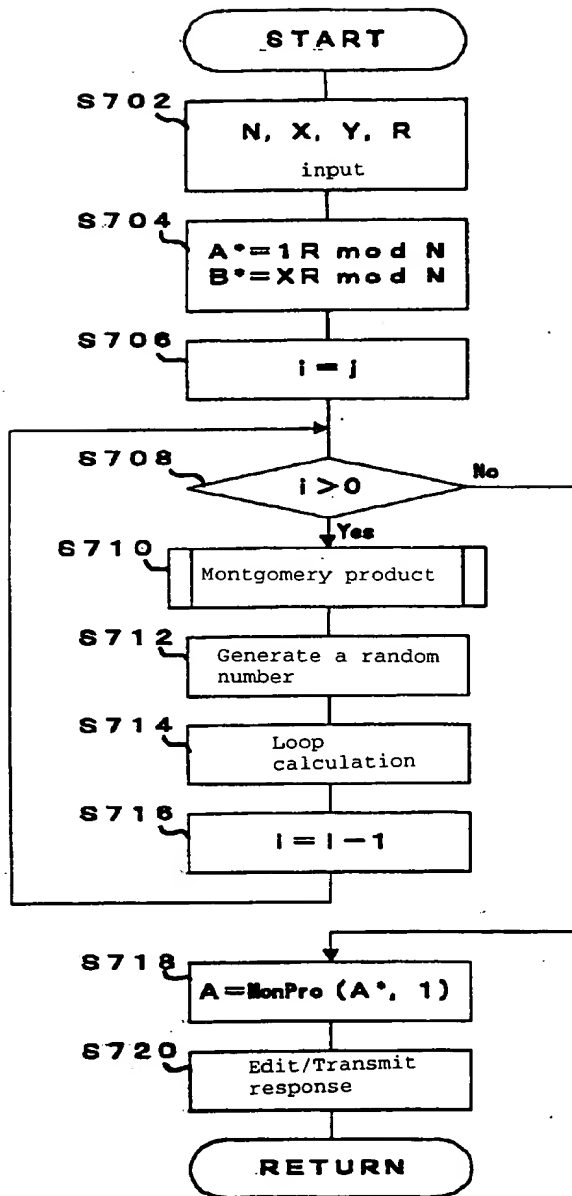 START
S702
N, X, Y, R
input
S704
A*=1R mod N
B*=XR mod N
S706
i=j
S708
i>0
No
Yes
S710
Montgomery product
S712
Generate a random
number
S714
Loop
calculation
S716
i=i-1
S718
A=MonPro (A*, 1)
S720
Edit/Transmit
response
RETURN